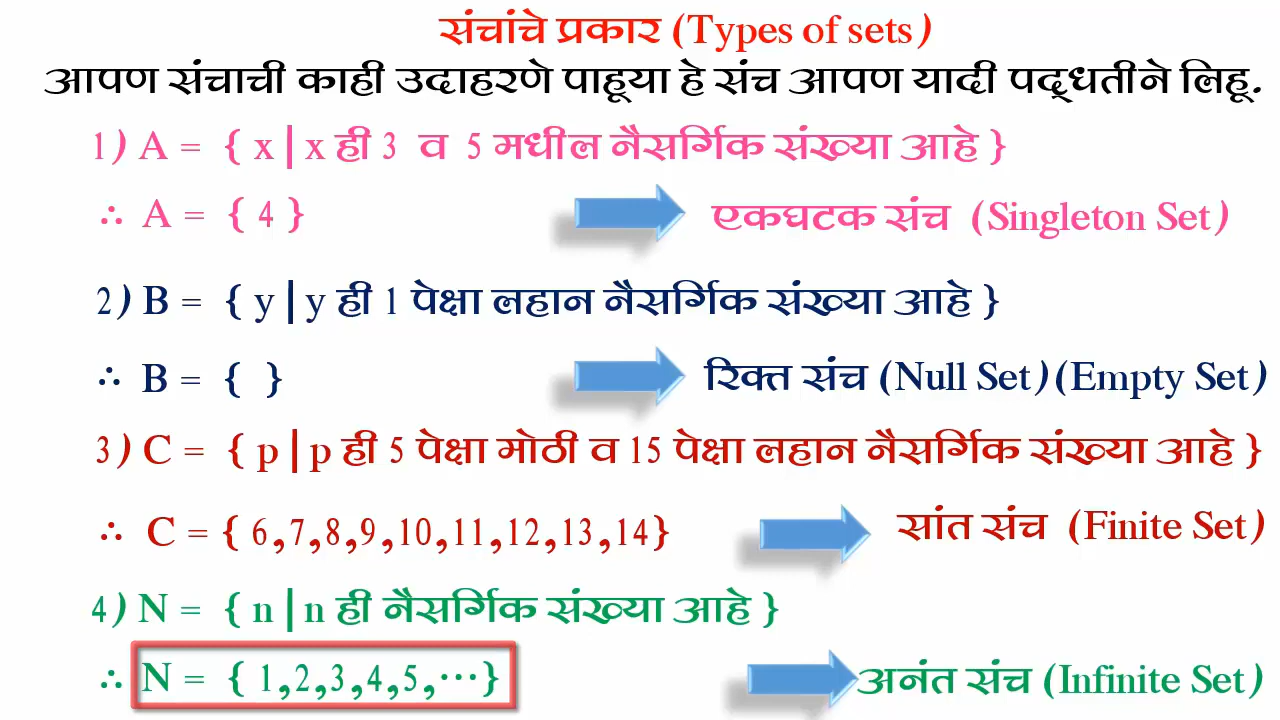 संचांचे प्रकार (Types of sets)
आपण संचाची काही उदाहरणे पाहूया हे संच आपण यादी पद्धतीने लिहू.
1) A = { x | x ही 3 व 5 मधील नैसर्गिक संख्या आहे }
∴ A = { 4 } एकघटक संच (Singleton Set)
2) B = { y | y ही 1 पेक्षा लहान नैसर्गिक संख्या आहे }
∴ B = { } रिक्त संच (Null Set)(Empty Set)
3) C = { p | p ही 5 पेक्षा मोठी व 15 पेक्षा लहान नैसर्गिक संख्या आहे }
∴ C = { 6,7,8,9,10,11,12,13,14} सांत संच (Finite Set)
4) N = { n | n ही नैसर्गिक संख्या आहे }
∴ N = { 1,2,3,4,5,⋯} अनंत संच (Infinite Set)